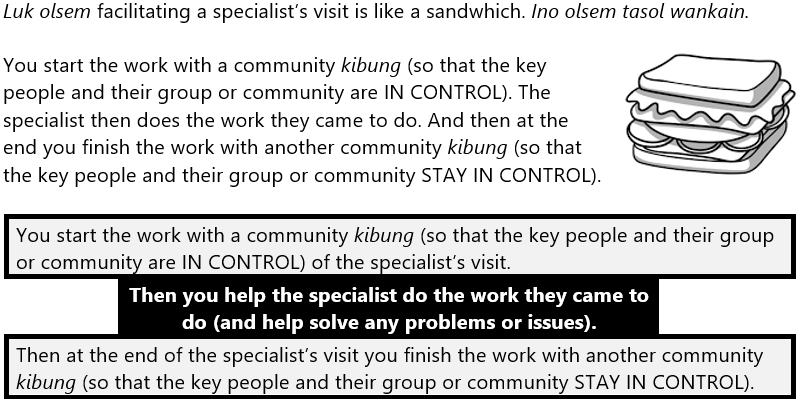 Luk olsem facilitating a specialist's visit is like a sandwhich. Ino olsem tasol wankain.
You start the work with a community kibung (so that the key
people and their group or community are IN CONTROL). The
specialist then does the work they came to do. And then at the
end you finish the work with another community kibung (so that
the key people and their group or community STAY IN CONTROL).
You start the work with a community kibung (so that the key people and their group
or community are IN CONTROL) of the specialist's visit.
Then you help the specialist do the work they came to
do (and help solve any problems or issues).
Then at the end of the specialist's visit you finish the work with another community
kibung (so that the key people and their group or community STAY IN CONTROL).